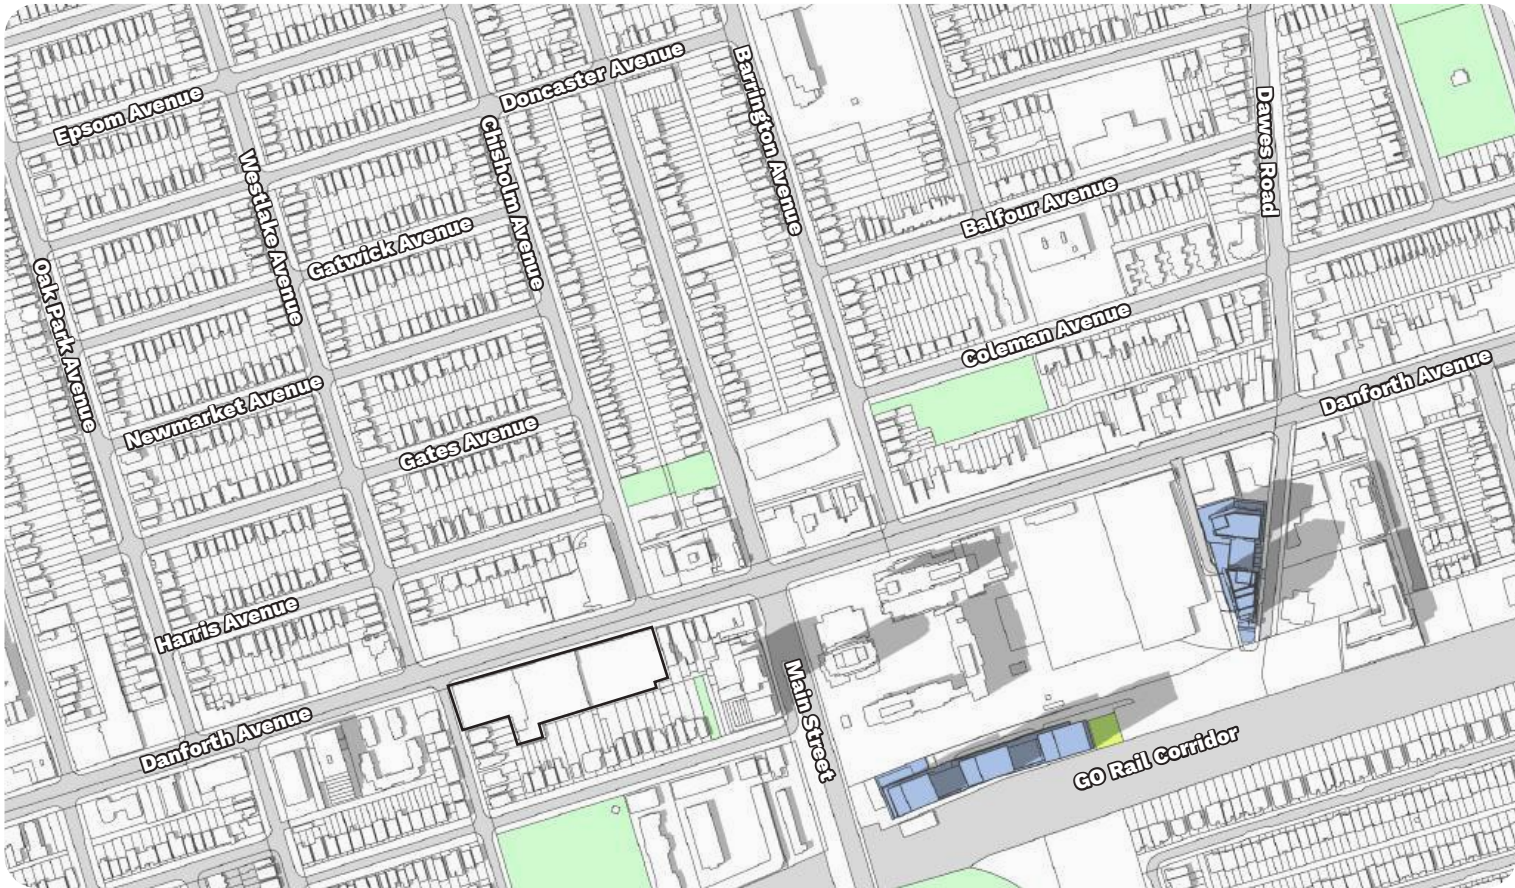 Doncaster Avenue
Epsom Avenue
Barrington Avenue
Dawes Road
Chisholm Avenue
Westlake Avenue
Balfour Avenue
Gatwick Avenue
Oak Park Avenue
Coleman Avenue
Danforth Avenue
Newmarket Avenue
Gates Avenue
Harris Avenue
Main Street
Danforth Avenue
GO Rail Corridor